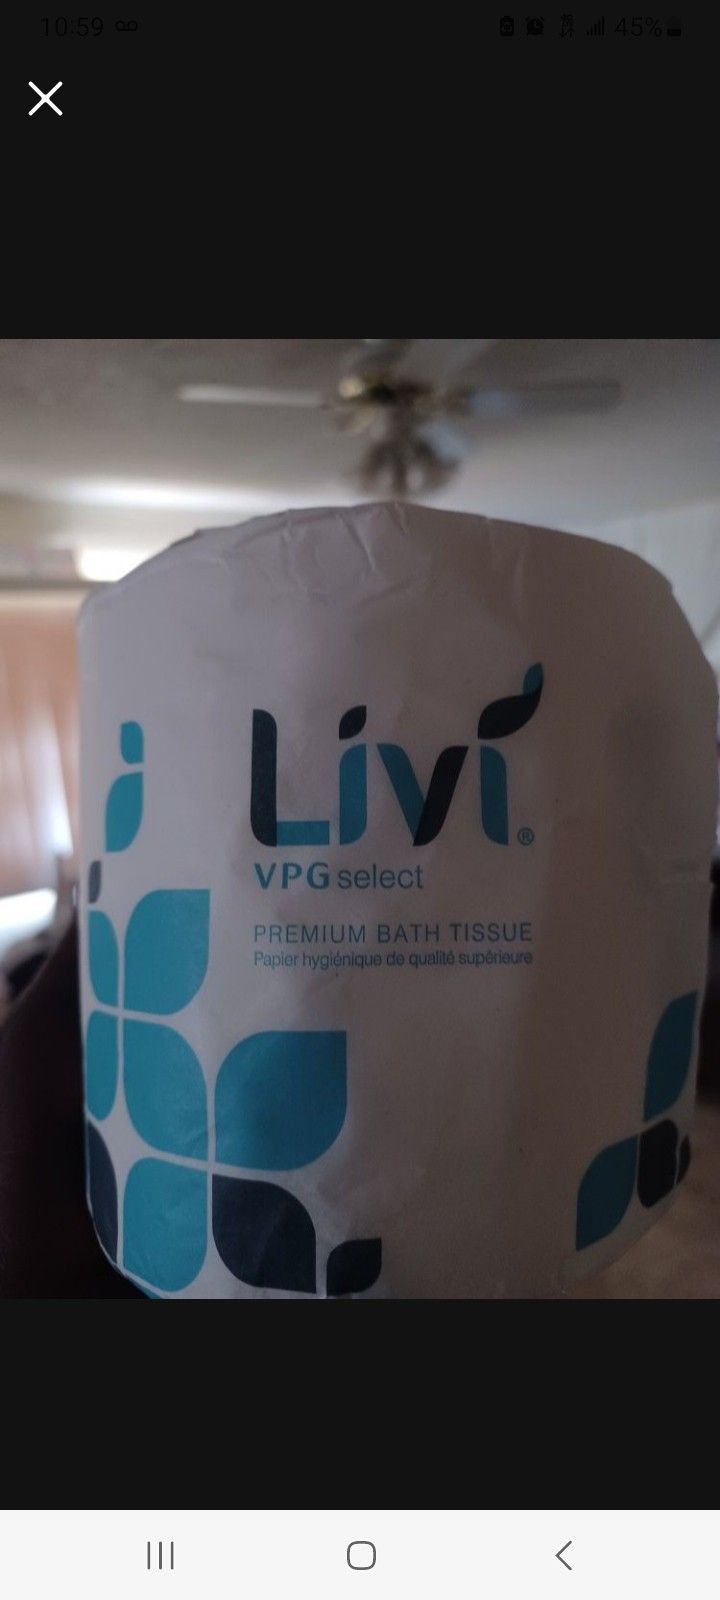 10:59
45%
Livi®
VPG select
PREMIUM BATH TISSUE
Papier hygiénique de qualité supérieure